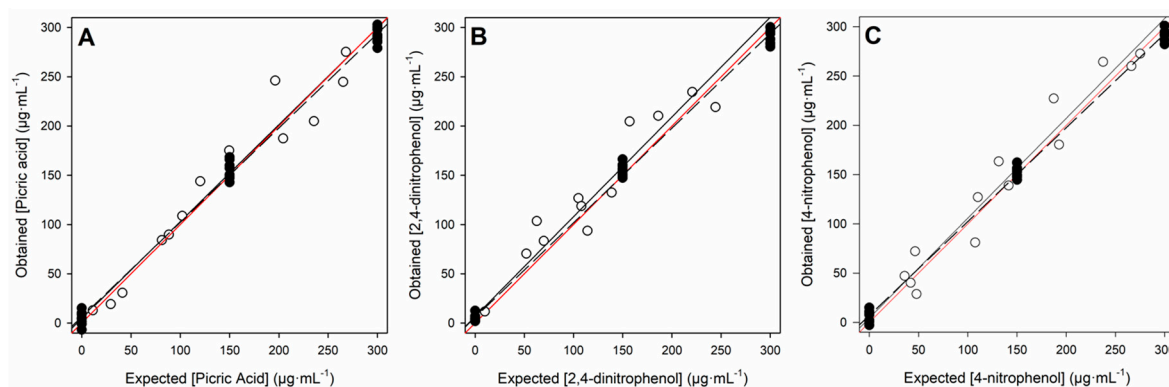 A
B
C
Obtained [Picric acid] (µg·mL⁻¹)
300
250
200
150
100
50
0
0 50 100 150 200 250 300
Expected [Picric Acid] (µg·mL⁻¹)
Obtained [2,4-dinitrophenol] (µg·mL⁻¹)
300
250
200
150
100
50
0
0 50 100 150 200 250 300
Expected [2,4-dinitrophenol] (µg·mL⁻¹)
Obtained [4-nitrophenol] (µg·mL⁻¹)
300
250
200
150
100
50
0
0 50 100 150 200 250 300
Expected [4-nitrophenol] (µg·mL⁻¹)